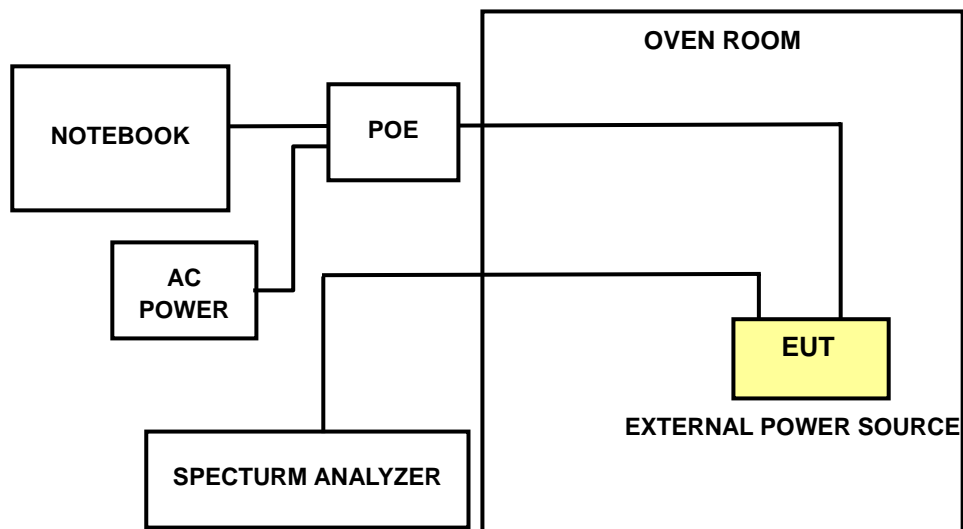 OVEN ROOM
NOTEBOOK
POE
AC
POWER
EUT
EXTERNAL POWER SOURCE
SPECTURM ANALYZER